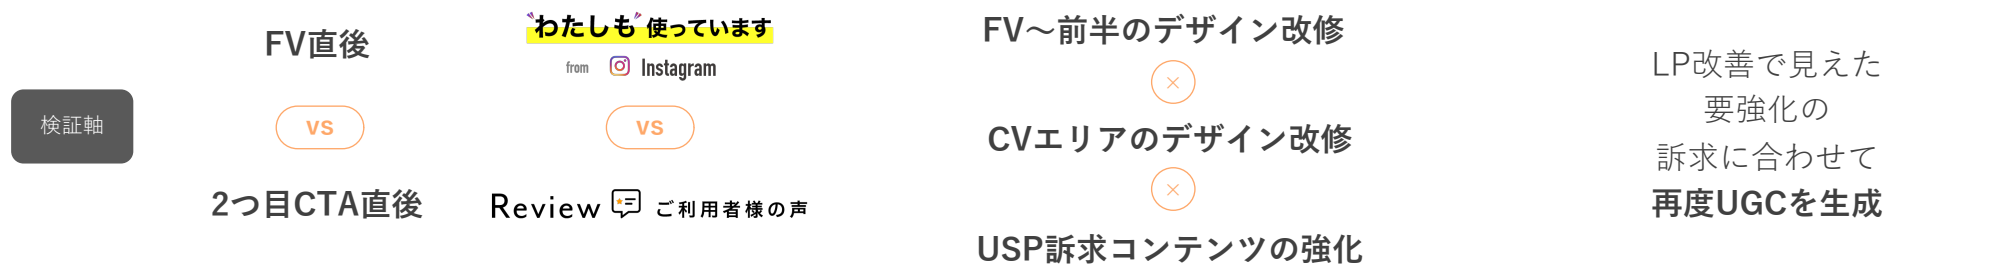 検証軸
FV直後
vs
2つ目CTA直後
"わたしも" 使っています
from Instagram
vs
Review ご利用者様の声
FV〜前半のデザイン改修
×
CVエリアのデザイン改修
×
USP訴求コンテンツの強化
LP改善で見えた
要強化の
訴求に合わせて
再度UGCを生成